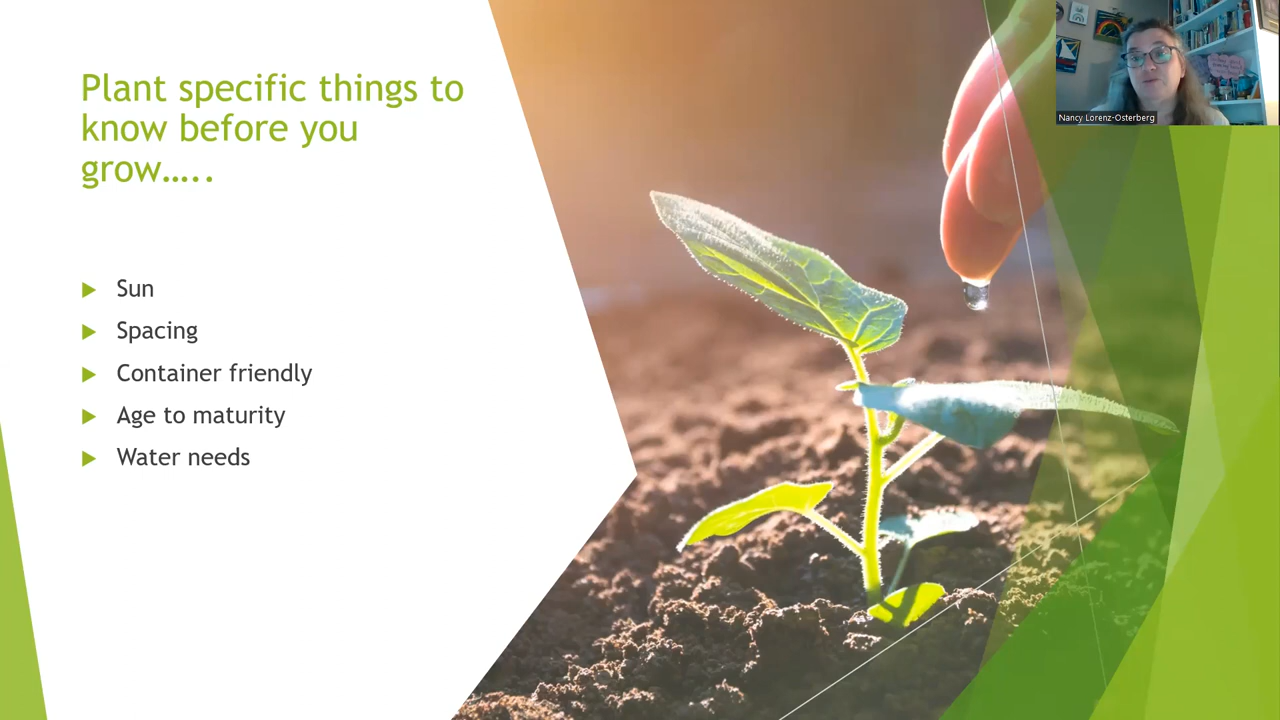 Plant specific things to
know before you
grow…..
Sun
Spacing
Container friendly
Age to maturity
Water needs
Nancy Lorenz-Osterberg